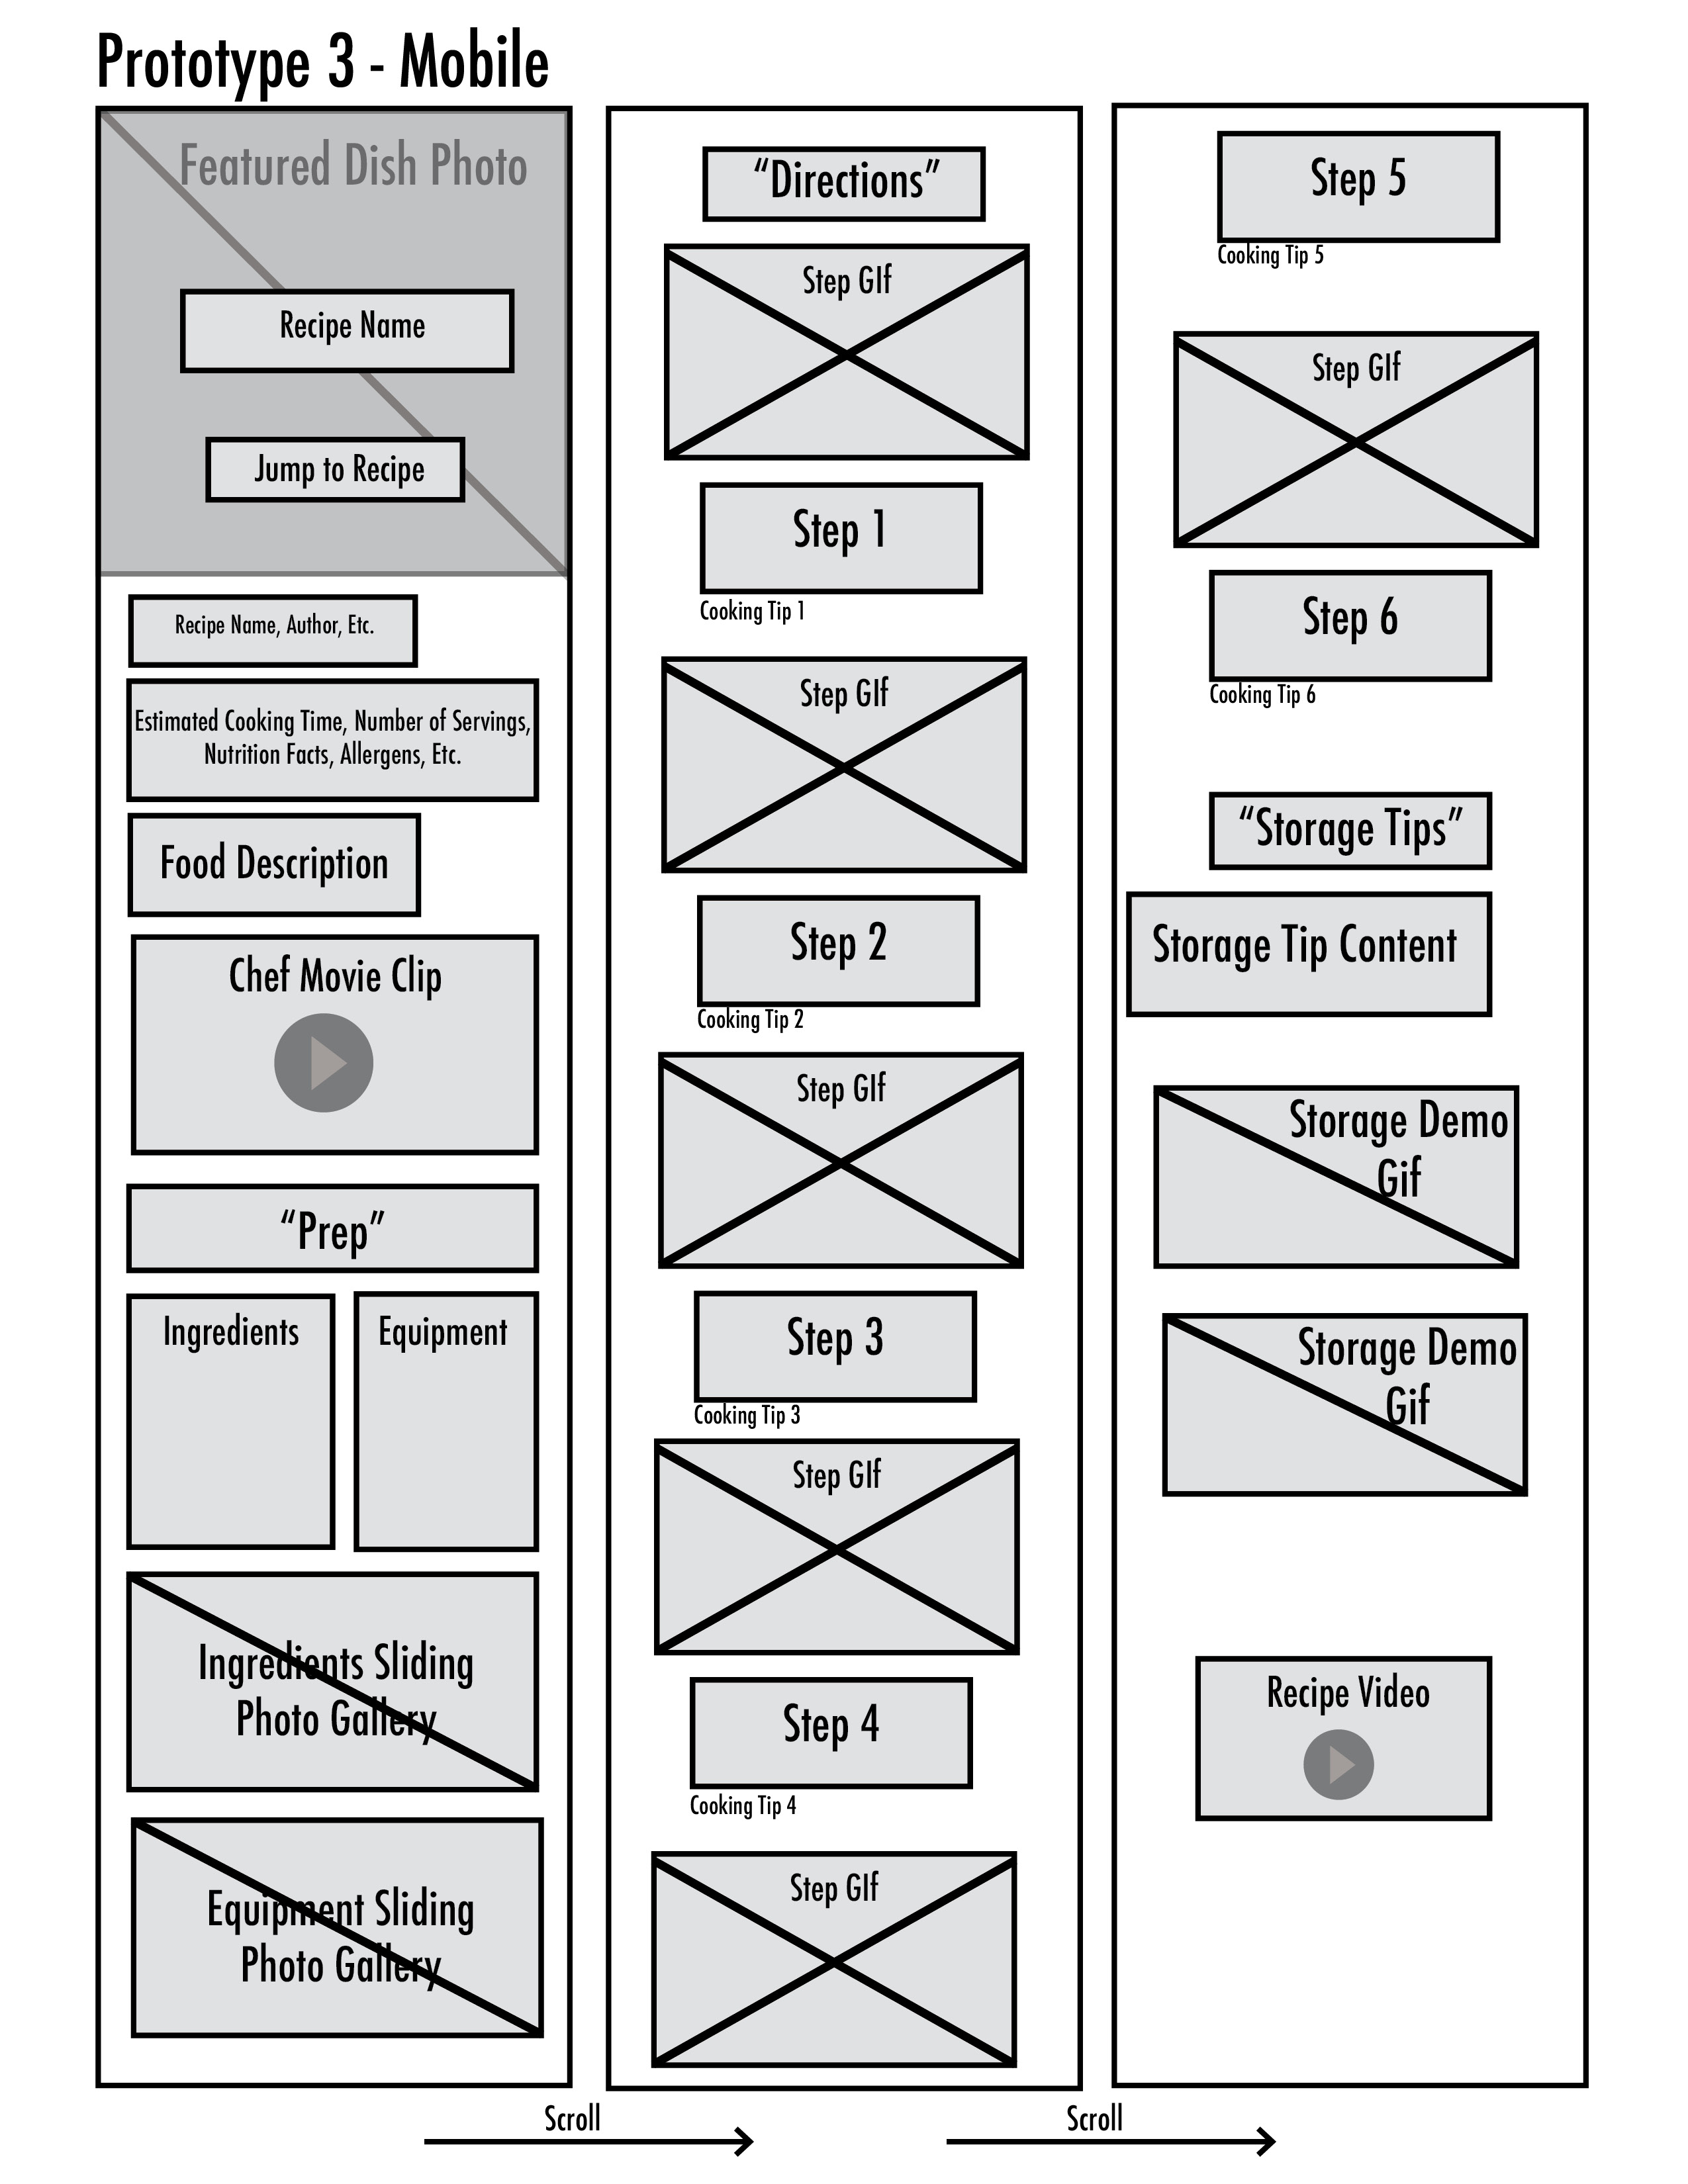 Prototype 3 - Mobile
Featured Dish Photo
Recipe Name
Jump to Recipe
Recipe Name, Author, Etc.
Estimated Cooking Time, Number of Servings,
Nutrition Facts, Allergens, Etc.
Food Description
Chef Movie Clip
“Prep”
Ingredients
Equipment
Ingredients Sliding
Photo Gallery
Equipment Sliding
Photo Gallery
“Directions”
Step GIf
Step 1
Cooking Tip 1
Step GIf
Step 2
Cooking Tip 2
Step GIf
Step 3
Cooking Tip 3
Step GIf
Step 4
Cooking Tip 4
Step GIf
Step 5
Cooking Tip 5
Step GIf
Step 6
Cooking Tip 6
“Storage Tips”
Storage Tip Content
Storage Demo
Gif
Storage Demo
Gif
Recipe Video
Scroll
Scroll